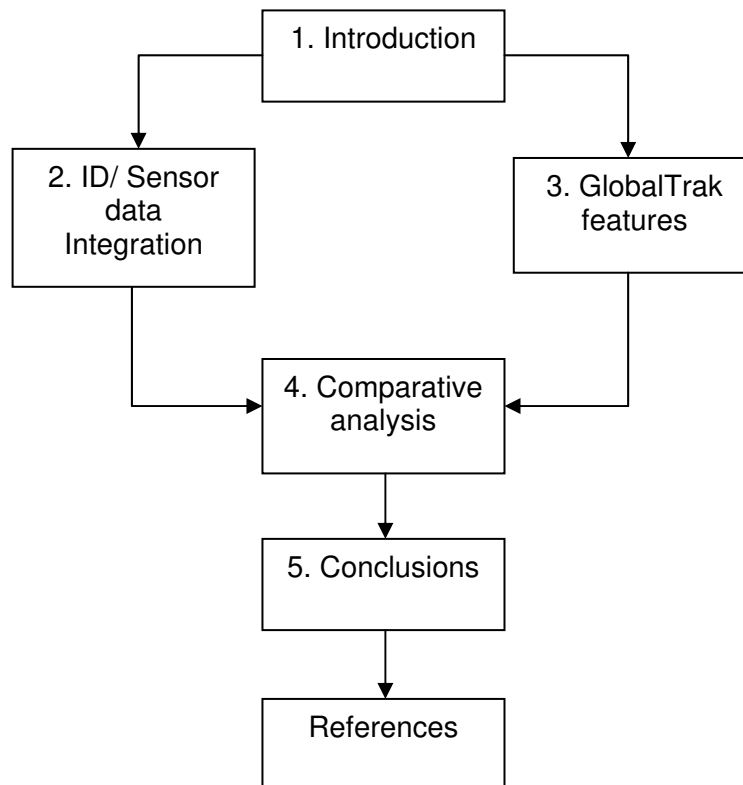 1. Introduction
2. ID/ Sensor
data
Integration
3. GlobalTrak
features
4. Comparative
analysis
5. Conclusions
References